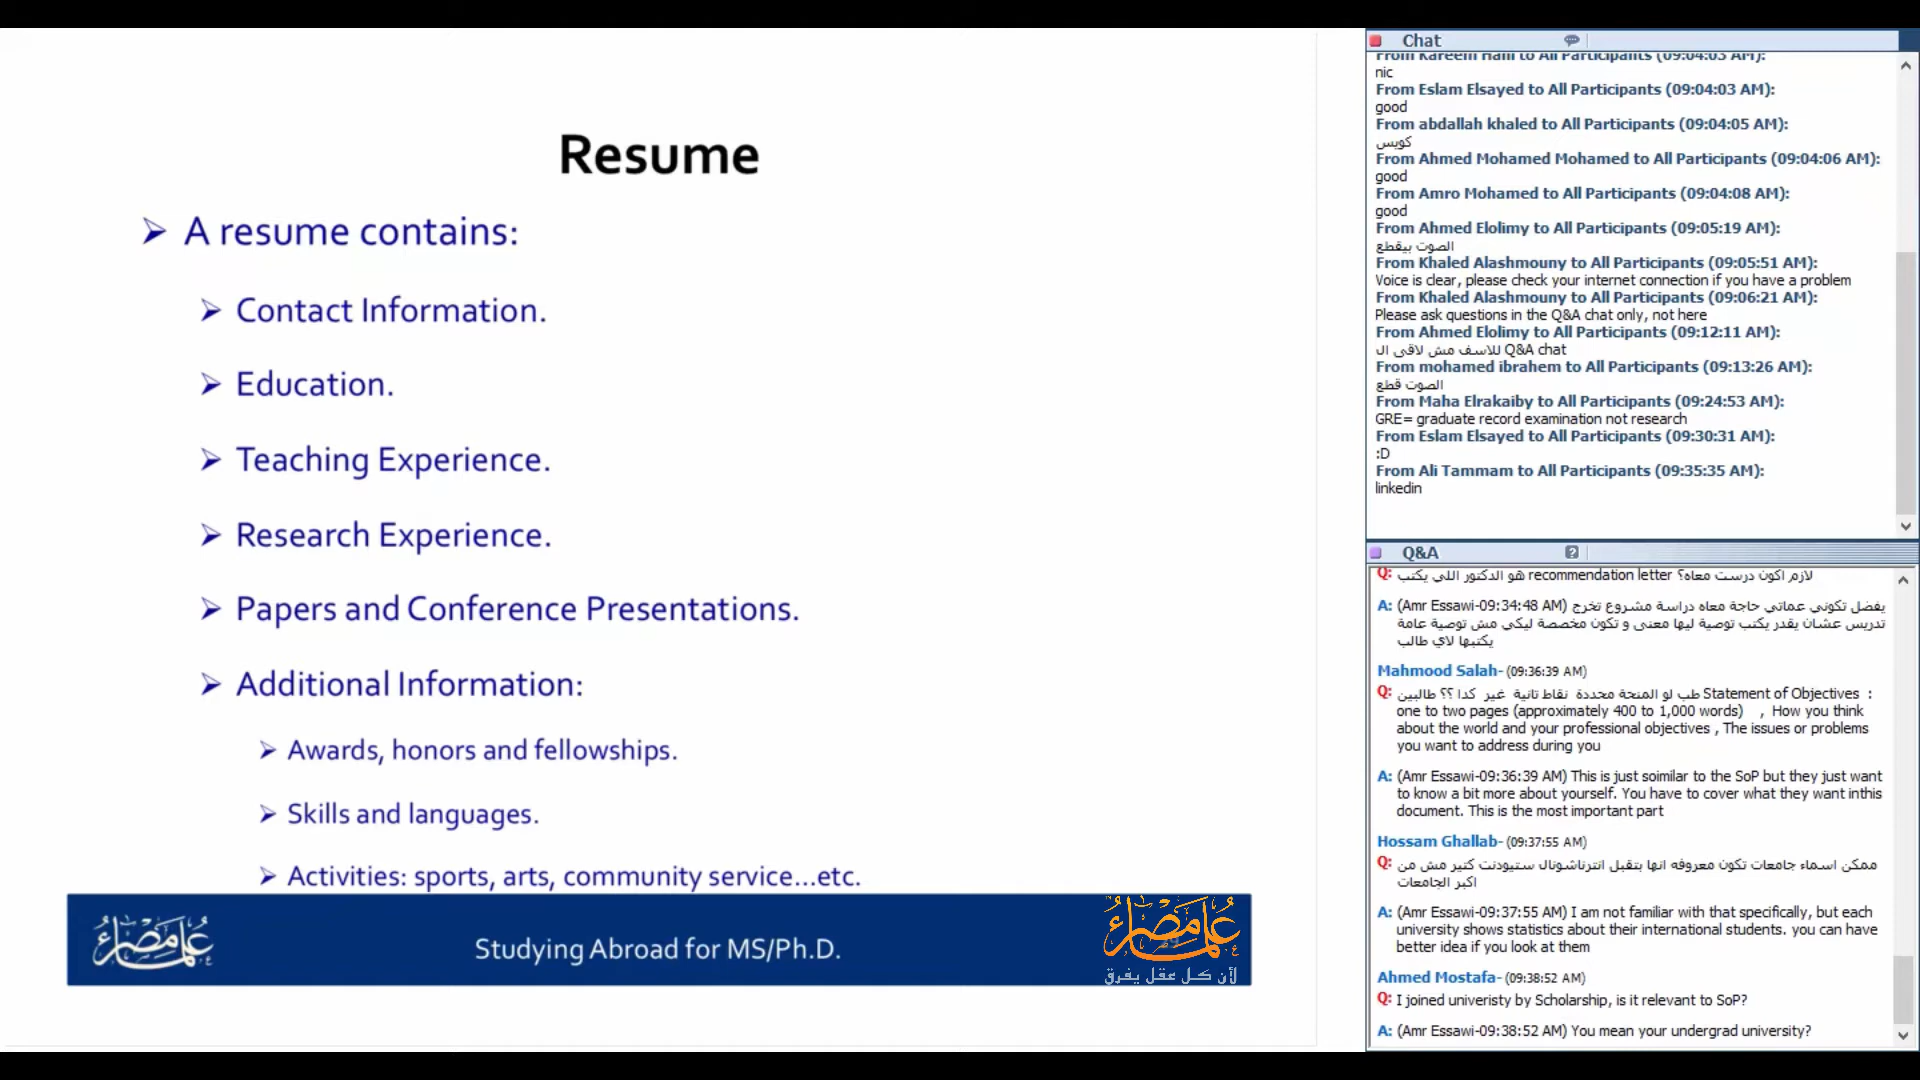 Resume
A resume contains:
Contact Information.
Education.
Teaching Experience.
Research Experience.
Papers and Conference Presentations.
Additional Information:
Awards, honors and fellowships.
Skills and languages.
Activities: sports, arts, community service...etc.
علماء مصر
Studying Abroad for MS/Ph.D.
علماء مصر
لأن كل عقل يفرق
Chat
From Kareem Hani to All Participants (09:04:03 AM):
nic
From Eslam Elsayed to All Participants (09:04:03 AM):
good
From abdallah khaled to All Participants (09:04:05 AM):
كويس
From Ahmed Mohamed Mohamed to All Participants (09:04:06 AM):
good
From Amro Mohamed to All Participants (09:04:08 AM):
good
From Ahmed Elolimy to All Participants (09:05:19 AM):
الصوت بيقطع
From Khaled Alashmouny to All Participants (09:05:51 AM):
Voice is clear, please check your internet connection if you have a problem
From Khaled Alashmouny to All Participants (09:06:21 AM):
Please ask questions in the Q&A chat only, not here
From Ahmed Elolimy to All Participants (09:12:11 AM):
للاسف مش لاقى ال Q&A chat
From mohamed ibrahem to All Participants (09:13:26 AM):
الصوت قطع
From Maha Elrakaiby to All Participants (09:24:53 AM):
GRE= graduate record examination not research
From Eslam Elsayed to All Participants (09:30:31 AM):
:D
From Ali Tammam to All Participants (09:35:35 AM):
linkedin
Q&A
Q: هو الدكتور اللي يكتب recommendation letter لازم اكون درست معاه؟
A: (Amr Essawi-09:34:48 AM) يفضل تكوني عماتي حاجة معاه دراسة مشروع تخرج
تدريس عشان يقدر يكتب توصية ليها معنى و تكون مخصصة ليكي مش توصية عامة
يكتبها لاي طالب
Mahmood Salah- (09:36:39 AM)
Q: طب لو المنحة محددة نقاط تانية غير كدا ؟؟ طالبين Statement of Objectives :
one to two pages (approximately 400 to 1,000 words) , How you think
about the world and your professional objectives , The issues or problems
you want to address during you
A: (Amr Essawi-09:36:39 AM) This is just soimilar to the SoP but they just want
to know a bit more about yourself. You have to cover what they want inthis
document. This is the most important part
Hossam Ghallab- (09:37:55 AM)
Q: ممكن اسماء جامعات تكون معروفه انها بتقبل انترناشونال ستيودنت كتير مش من
اكبر الجامعات
A: (Amr Essawi-09:37:55 AM) I am not familiar with that specifically, but each
university shows statistics about their international students. you can have
better idea if you look at them
Ahmed Mostafa- (09:38:52 AM)
Q: I joined univeristy by Scholarship, is it relevant to SoP?
A: (Amr Essawi-09:38:52 AM) You mean your undergrad university?